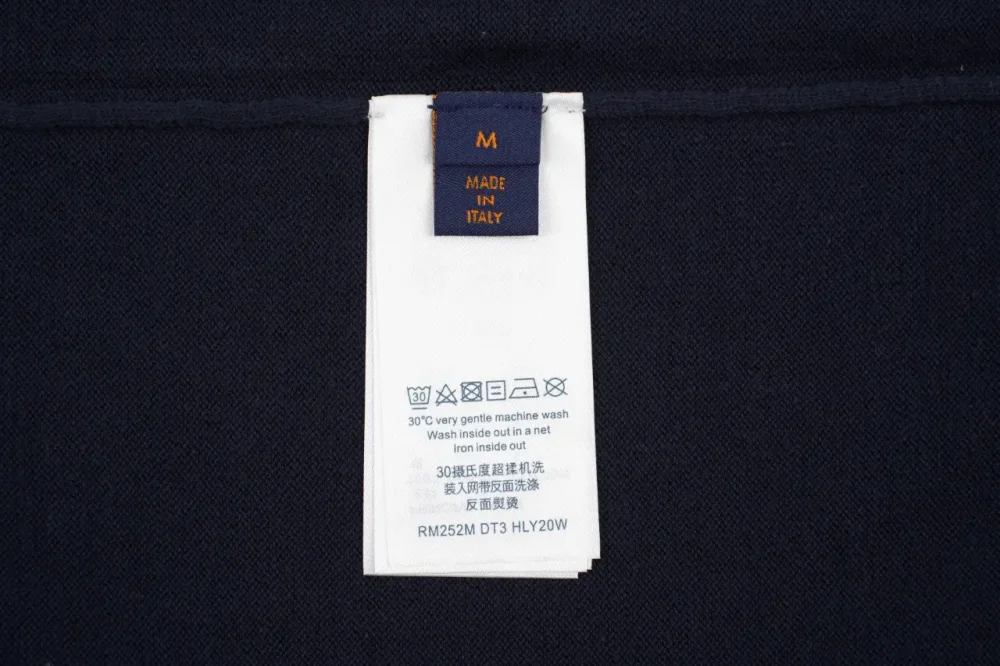 M
MADE
IN
ITALY
30
30℃ very gentle machine wash
Wash inside out in a net
Iron inside out
30摄氏度超柔机洗
装入网带反面洗涤
反面熨烫
RM252M DT3 HLY20W